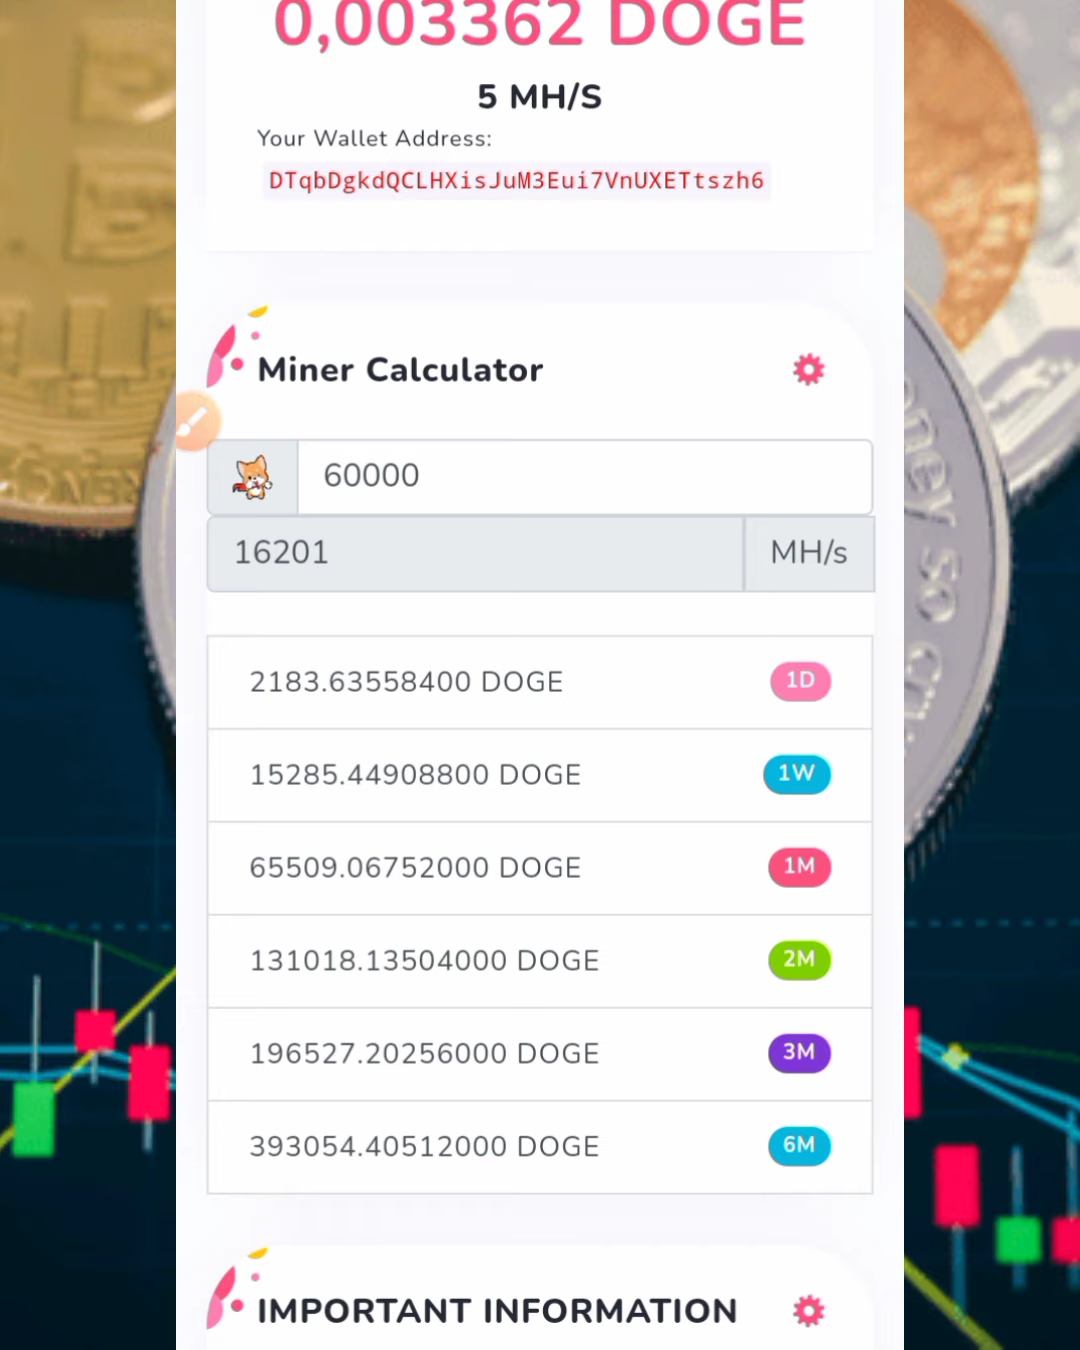 0,003362 DOGE
5 MH/S
Your Wallet Address:
DTqbDgkdQCLHXisJuM3Eui7VnUXETtszh6
Miner Calculator
60000
16201 MH/s
2183.63558400 DOGE 1D
15285.44908800 DOGE 1W
65509.06752000 DOGE 1M
131018.13504000 DOGE 2M
196527.20256000 DOGE 3M
393054.40512000 DOGE 6M
IMPORTANT INFORMATION